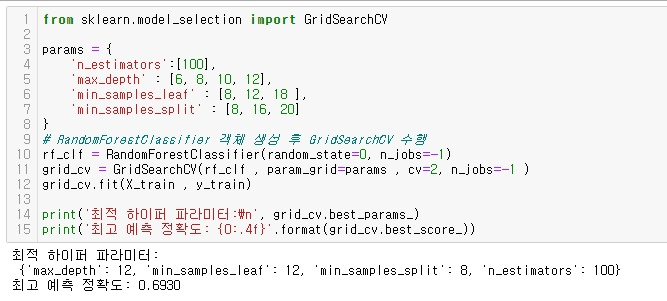 1 from sklearn.model_selection import GridSearchCV
2
3 params = {
4 'n_estimators':[100],
5 'max_depth' : [6, 8, 10, 12],
6 'min_samples_leaf' : [8, 12, 18 ],
7 'min_samples_split' : [8, 16, 20]
8 }
9 # RandomForestClassifier 객체 생성 후 GridSearchCV 수행
10 rf_clf = RandomForestClassifier(random_state=0, n_jobs=-1)
11 grid_cv = GridSearchCV(rf_clf , param_grid=params , cv=2, n_jobs=-1 )
12 grid_cv.fit(X_train , y_train)
13
14 print('최적 하이퍼 파라미터:₩n', grid_cv.best_params_)
15 print('최고 예측 정확도: {0:.4f}'.format(grid_cv.best_score_))
최적 하이퍼 파라미터:
{'max_depth': 12, 'min_samples_leaf': 12, 'min_samples_split': 8, 'n_estimators': 100}
최고 예측 정확도: 0.6930